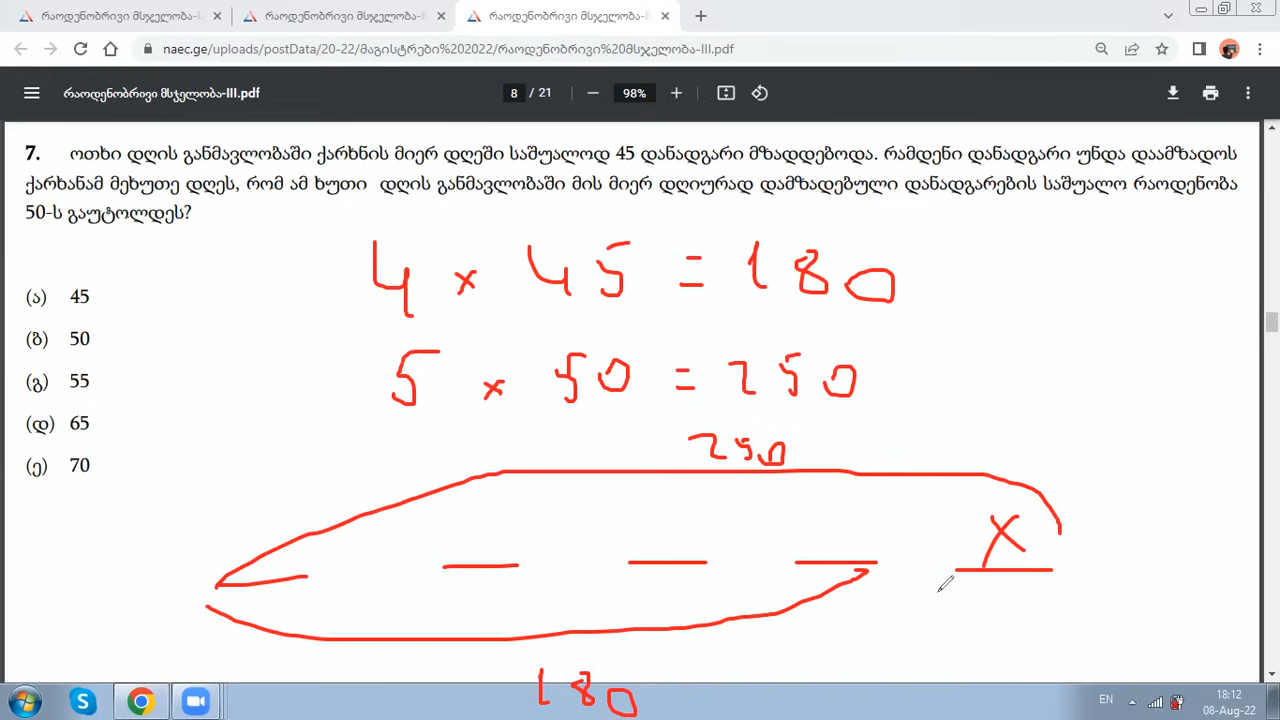 რაოდენობრივი მსჯელობა-III
რაოდენობრივი მსჯელობა-III
რაოდენობრივი მსჯელობა-III
naec.ge/uploads/postData/20-22/მაგისტრები%202022/რაოდენობრივი%20მსჯელობა-III.pdf
რაოდენობრივი მსჯელობა-III.pdf
8 / 21
98%
7. ოთხი დღის განმავლობაში ქარხნის მიერ დღეში საშუალოდ 45 დანადგარი მზადდებოდა. რამდენი დანადგარი უნდა დაამზადოს
ქარხანამ მეხუთე დღეს, რომ ამ ხუთი დღის განმავლობაში მის მიერ დღიურად დამზადებული დანადგარების საშუალო რაოდენობა
50-ს გაუტოლდეს?
4 × 45 = 180
(ა) 45
(ბ) 50
5 × 50 = 250
(გ) 55
(დ) 65
250
(ე) 70
X
180
EN
18:12
08-Aug-22